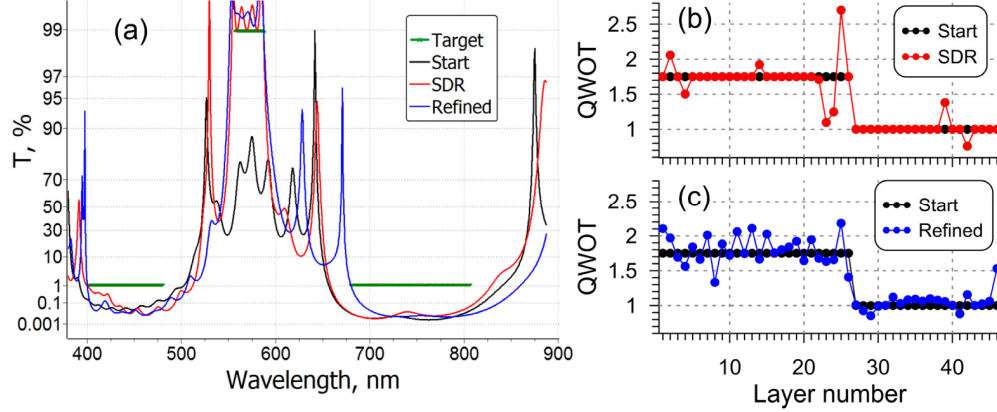 (a)
Target
Start
SDR
Refined
T, %
99
97
95
90
70
50
30
10
1
0.1
0.001
400 500 600 700 800 900
Wavelength, nm
(b)
Start
SDR
QWOT
2.5
2
1.5
1
(c)
Start
Refined
QWOT
2.5
2
1.5
1
10 20 30 40
Layer number